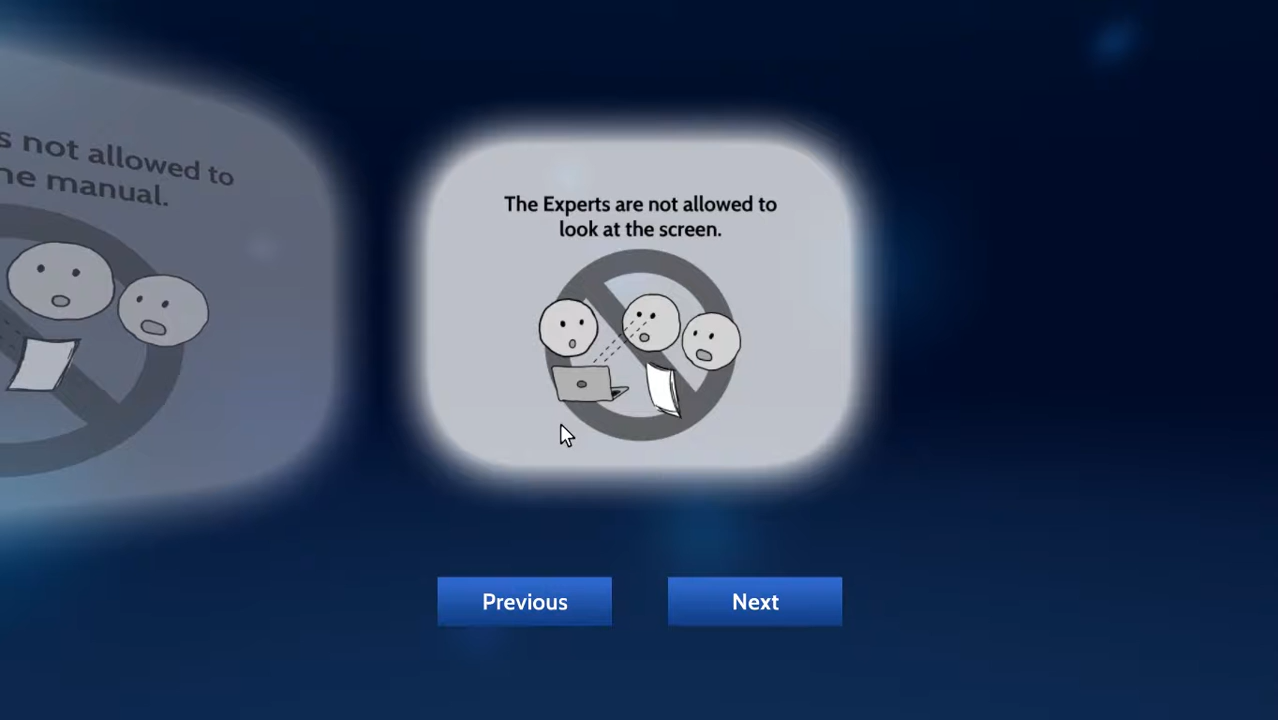 s not allowed to
he manual.
The Experts are not allowed to
look at the screen.
Previous
Next